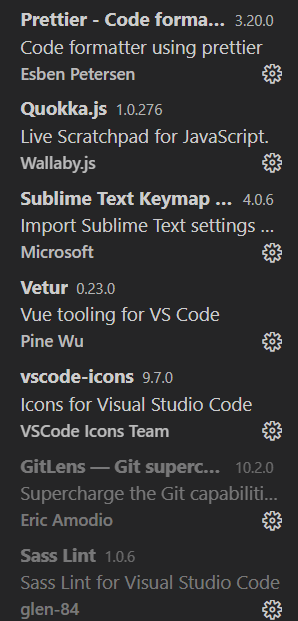 Prettier - Code forma... 3.20.0
Code formatter using prettier
Esben Petersen
Quokka.js 1.0.276
Live Scratchpad for JavaScript.
Wallaby.js
Sublime Text Keymap ... 4.0.6
Import Sublime Text settings ...
Microsoft
Vetur 0.23.0
Vue tooling for VS Code
Pine Wu
vscode-icons 9.7.0
Icons for Visual Studio Code
VSCode Icons Team
GitLens — Git superc... 10.2.0
Supercharge the Git capabiliti...
Eric Amodio
Sass Lint 1.0.6
Sass Lint for Visual Studio Code
glen-84